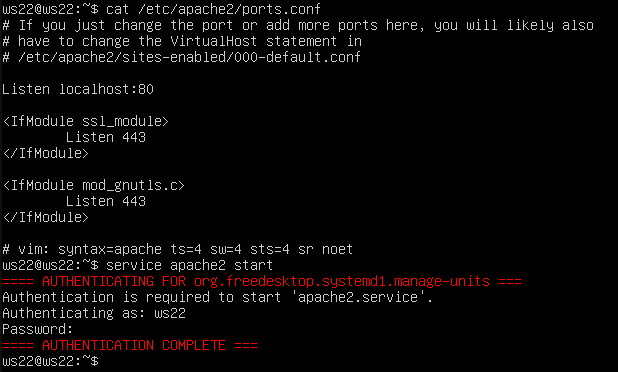 ws22@ws22:~$ cat /etc/apache2/ports.conf
# If you just change the port or add more ports here, you will likely also
# have to change the VirtualHost statement in
# /etc/apache2/sites-enabled/000-default.conf
Listen localhost:80
<IfModule ssl_module>
        Listen 443
</IfModule>
<IfModule mod_gnutls.c>
        Listen 443
</IfModule>
# vim: syntax=apache ts=4 sw=4 sts=4 sr noet
ws22@ws22:~$ service apache2 start
==== AUTHENTICATING FOR org.freedesktop.systemd1.manage-units ===
Authentication is required to start 'apache2.service'.
Authenticating as: ws22
Password:
==== AUTHENTICATION COMPLETE ===
ws22@ws22:~$